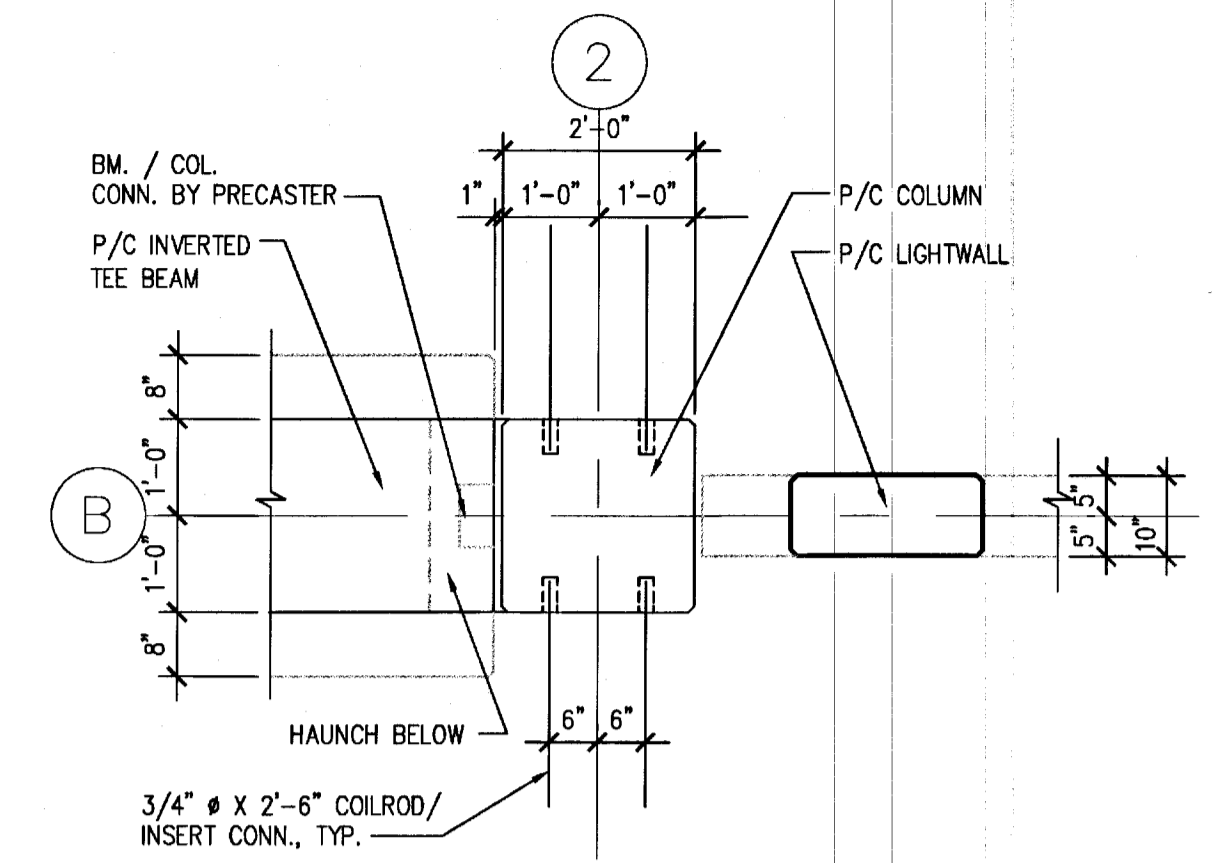 2
2'-0"
BM. / COL.
CONN. BY PRECASTER
1"
1'-0"
1'-0"
P/C COLUMN
P/C INVERTED
TEE BEAM
P/C LIGHTWALL
8"
1'-0"
B
1'-0"
8"
5"
5"
10"
HAUNCH BELOW
6"
6"
3/4" ø X 2'-6" COILROD/
INSERT CONN., TYP.